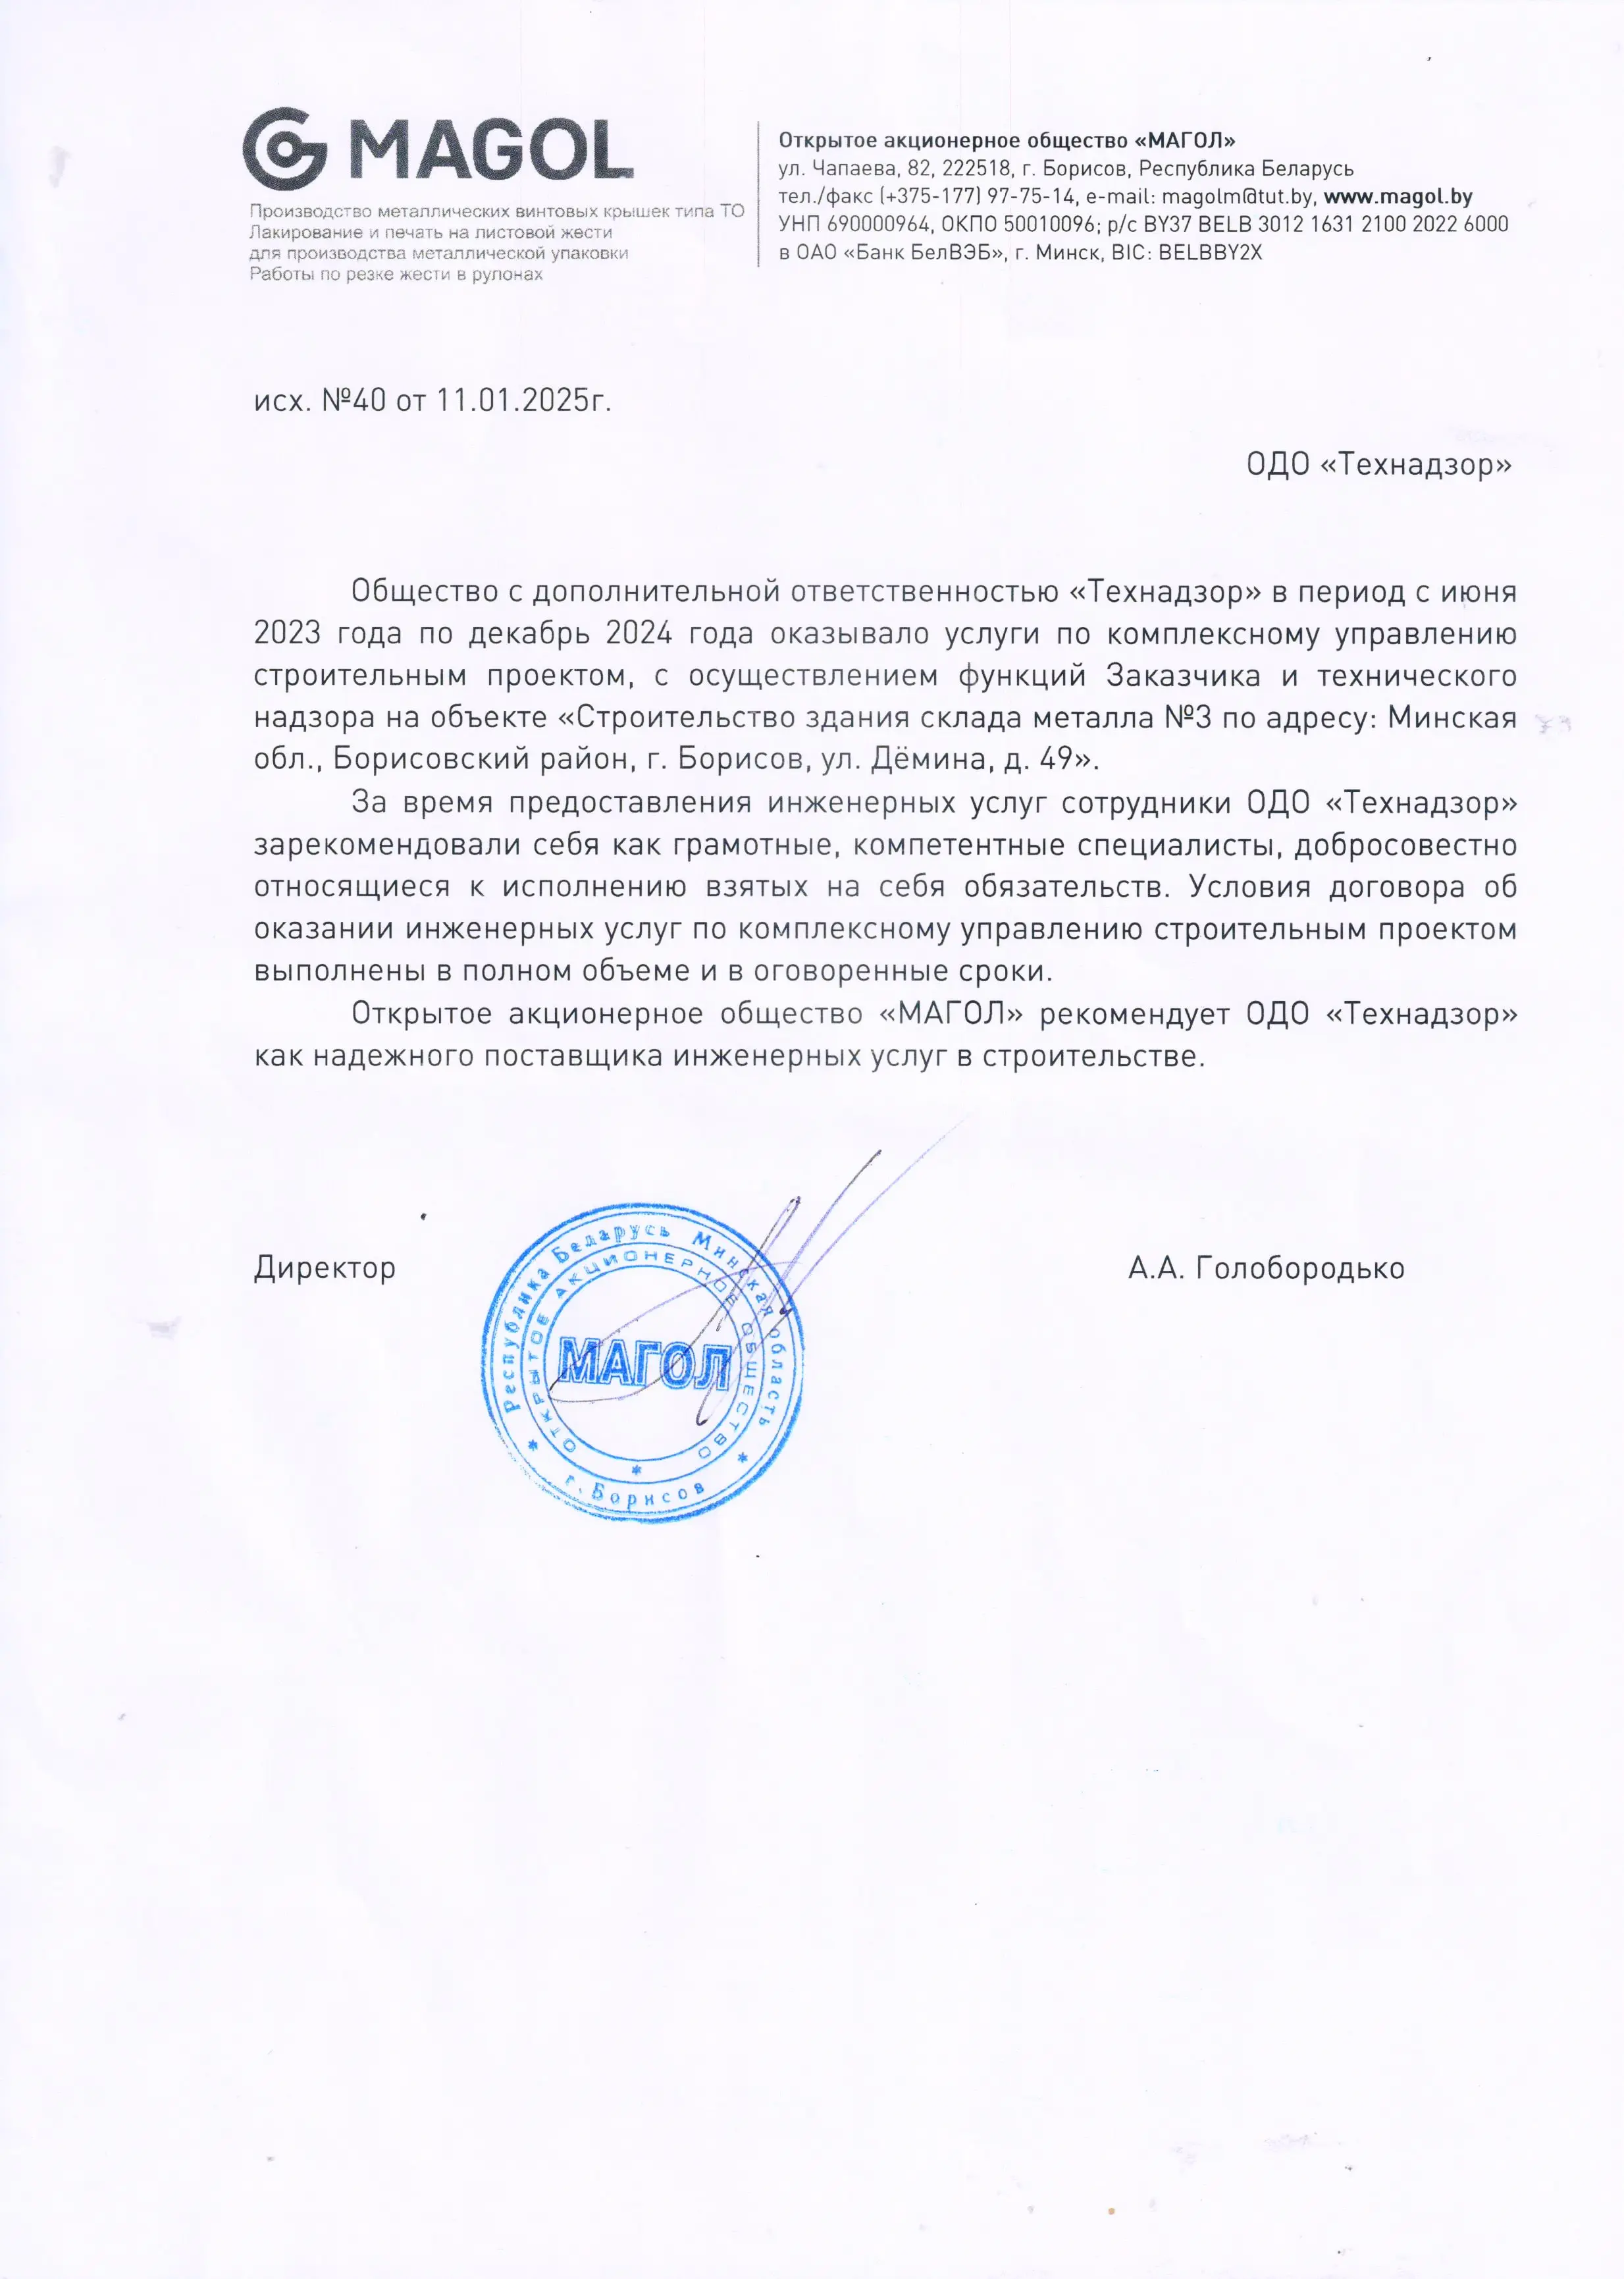 MAGOL
Производство металлических винтовых крышек типа ТО
Лакирование и печать на листовой жести
для производства металлической упаковки
Работы по резке жести в рулонах
Открытое акционерное общество «МАГОЛ»
ул. Чапаева, 82, 222518, г. Борисов, Республика Беларусь
тел./факс (+375-177) 97-75-14, e-mail: magolm@tut.by, www.magol.by
УНП 690000964, ОКПО 50010096; р/с BY37 BELB 3012 1631 2100 2022 6000
в ОАО «Банк БелВЭБ», г. Минск, BIC: BELBBY2X
исх. №40 от 11.01.2025г.
ОДО «Технадзор»
Общество с дополнительной ответственностью «Технадзор» в период с июня
2023 года по декабрь 2024 года оказывало услуги по комплексному управлению
строительным проектом, с осуществлением функций Заказчика и технического
надзора на объекте «Строительство здания склада металла №3 по адресу: Минская
обл., Борисовский район, г. Борисов, ул. Дёмина, д. 49».
За время предоставления инженерных услуг сотрудники ОДО «Технадзор»
зарекомендовали себя как грамотные, компетентные специалисты, добросовестно
относящиеся к исполнению взятых на себя обязательств. Условия договора об
оказании инженерных услуг по комплексному управлению строительным проектом
выполнены в полном объеме и в оговоренные сроки.
Открытое акционерное общество «МАГОЛ» рекомендует ОДО «Технадзор»
как надежного поставщика инженерных услуг в строительстве.
Директор
А.А. Голобородько
Республика Беларусь Минская область
ОТКРЫТОЕ АКЦИОНЕРНОЕ ОБЩЕСТВО
МАГОЛ
г. Борисов